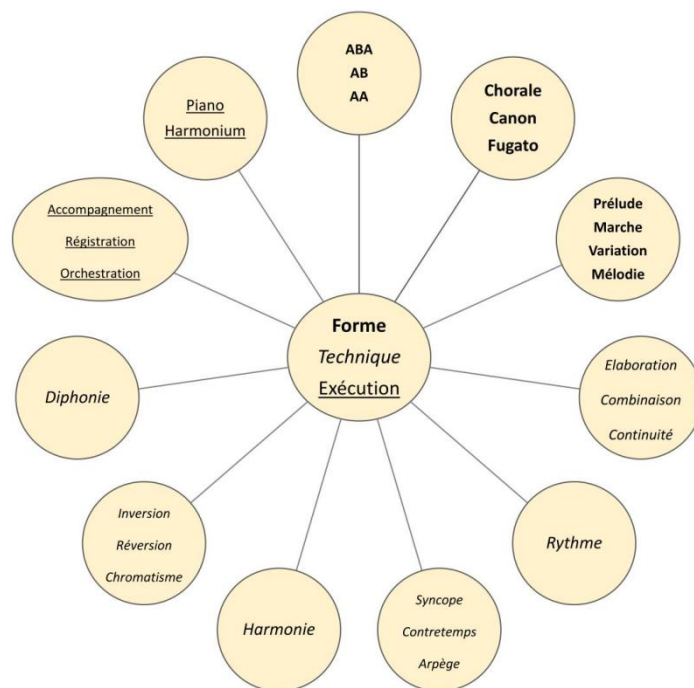 ABA
AB
AA
Chorale
Canon
Fugato
Prélude
Marche
Variation
Mélodie
Elaboration
Combinaison
Continuité
Rythme
Syncope
Contretemps
Arpège
Harmonie
Inversion
Réversion
Chromatisme
Diphonie
Accompagnement
Régistration
Orchestration
Piano
Harmonium
Forme
Technique
Exécution